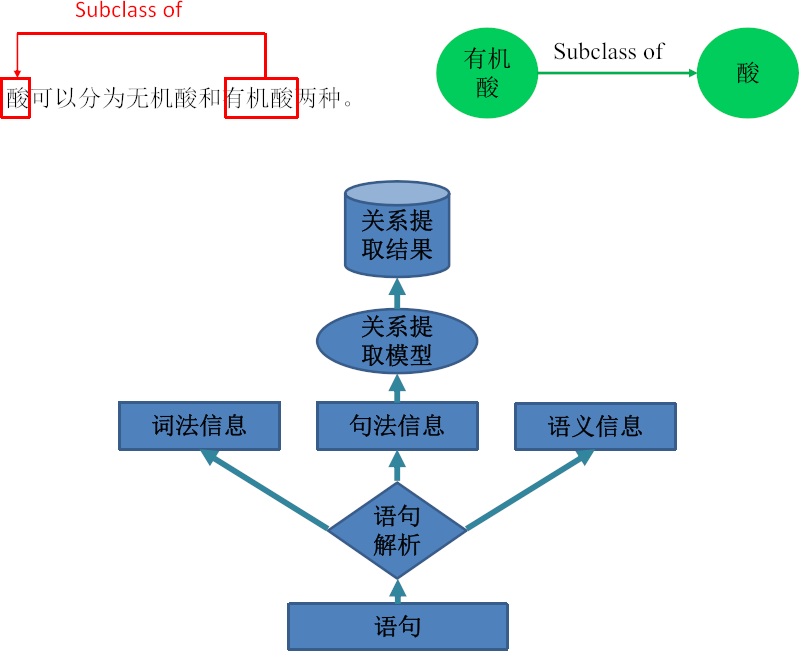 Subclass of
酸可以分为无机酸和有机酸两种。
有机
酸
Subclass of
酸
关系提
取结果
关系提
取模型
词法信息
句法信息
语义信息
语句
解析
语句